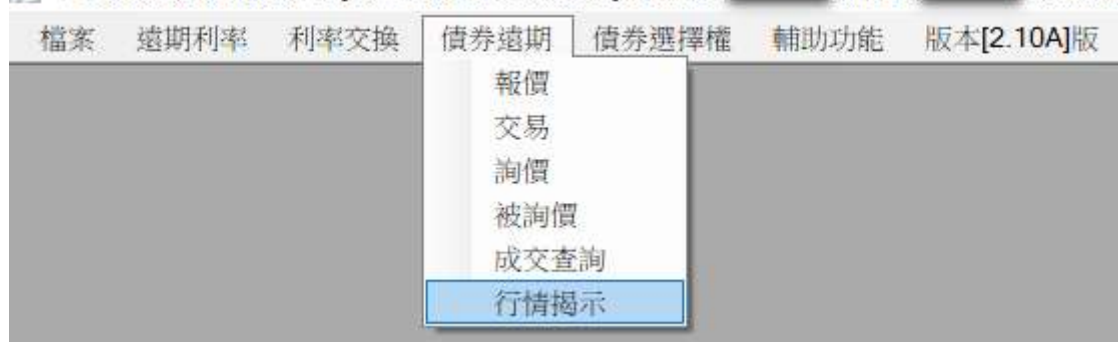 檔案 遠期利率 利率交換 債券遠期 債券選擇權 輔助功能 版本[2.10A]版
報價
交易
詢價
被詢價
成交查詢
行情揭示